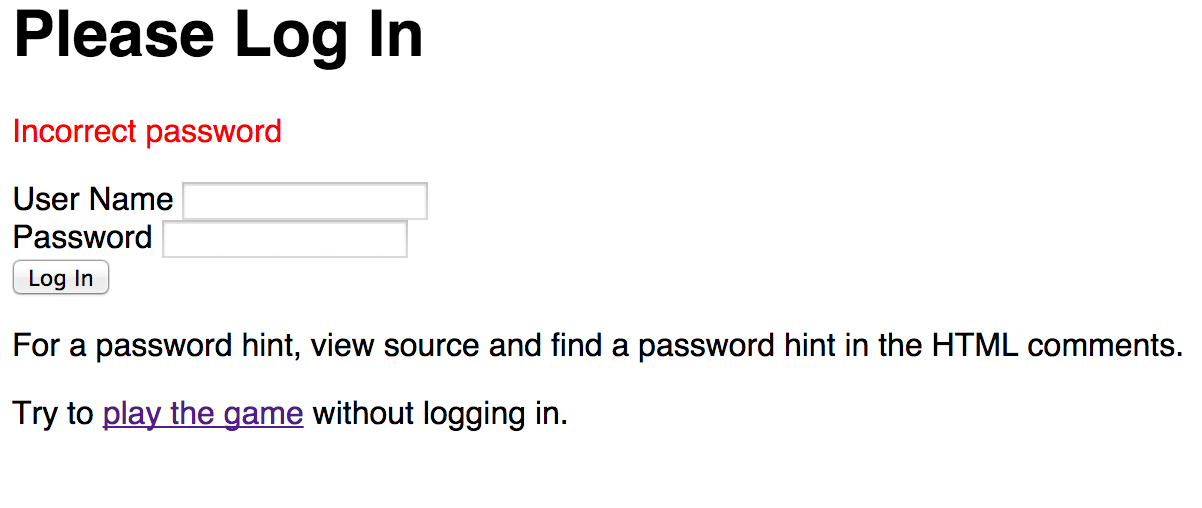 Please Log In
Incorrect password
User Name
Password
Log In
For a password hint, view source and find a password hint in the HTML comments.
Try to play the game without logging in.